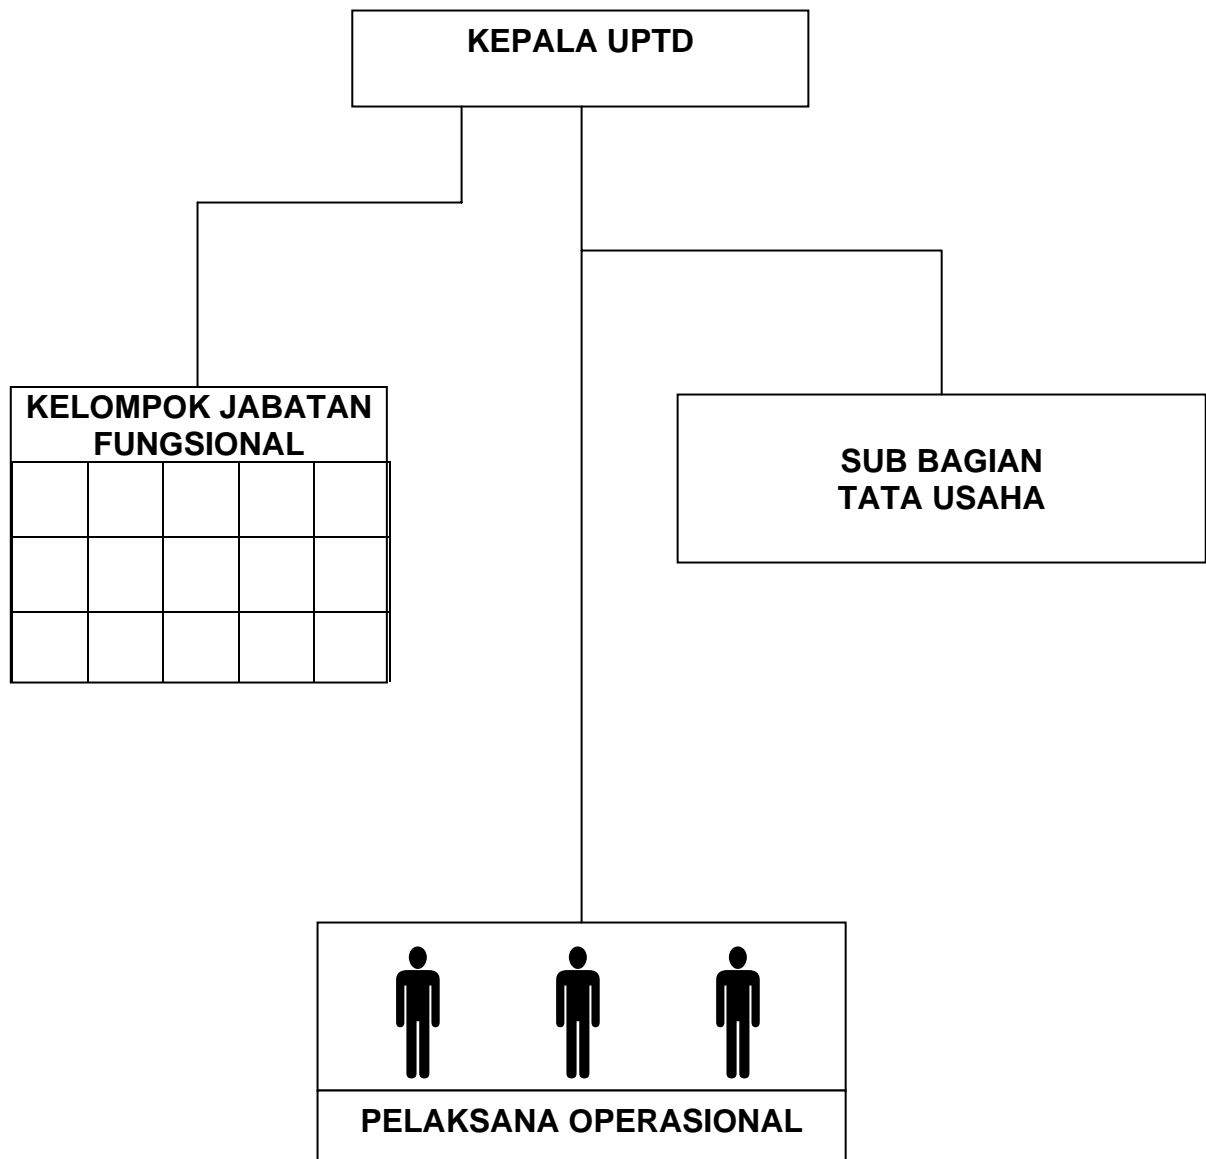 KEPALA UPTD
KELOMPOK JABATAN
FUNGSIONAL
SUB BAGIAN
TATA USAHA
PELAKSANA OPERASIONAL